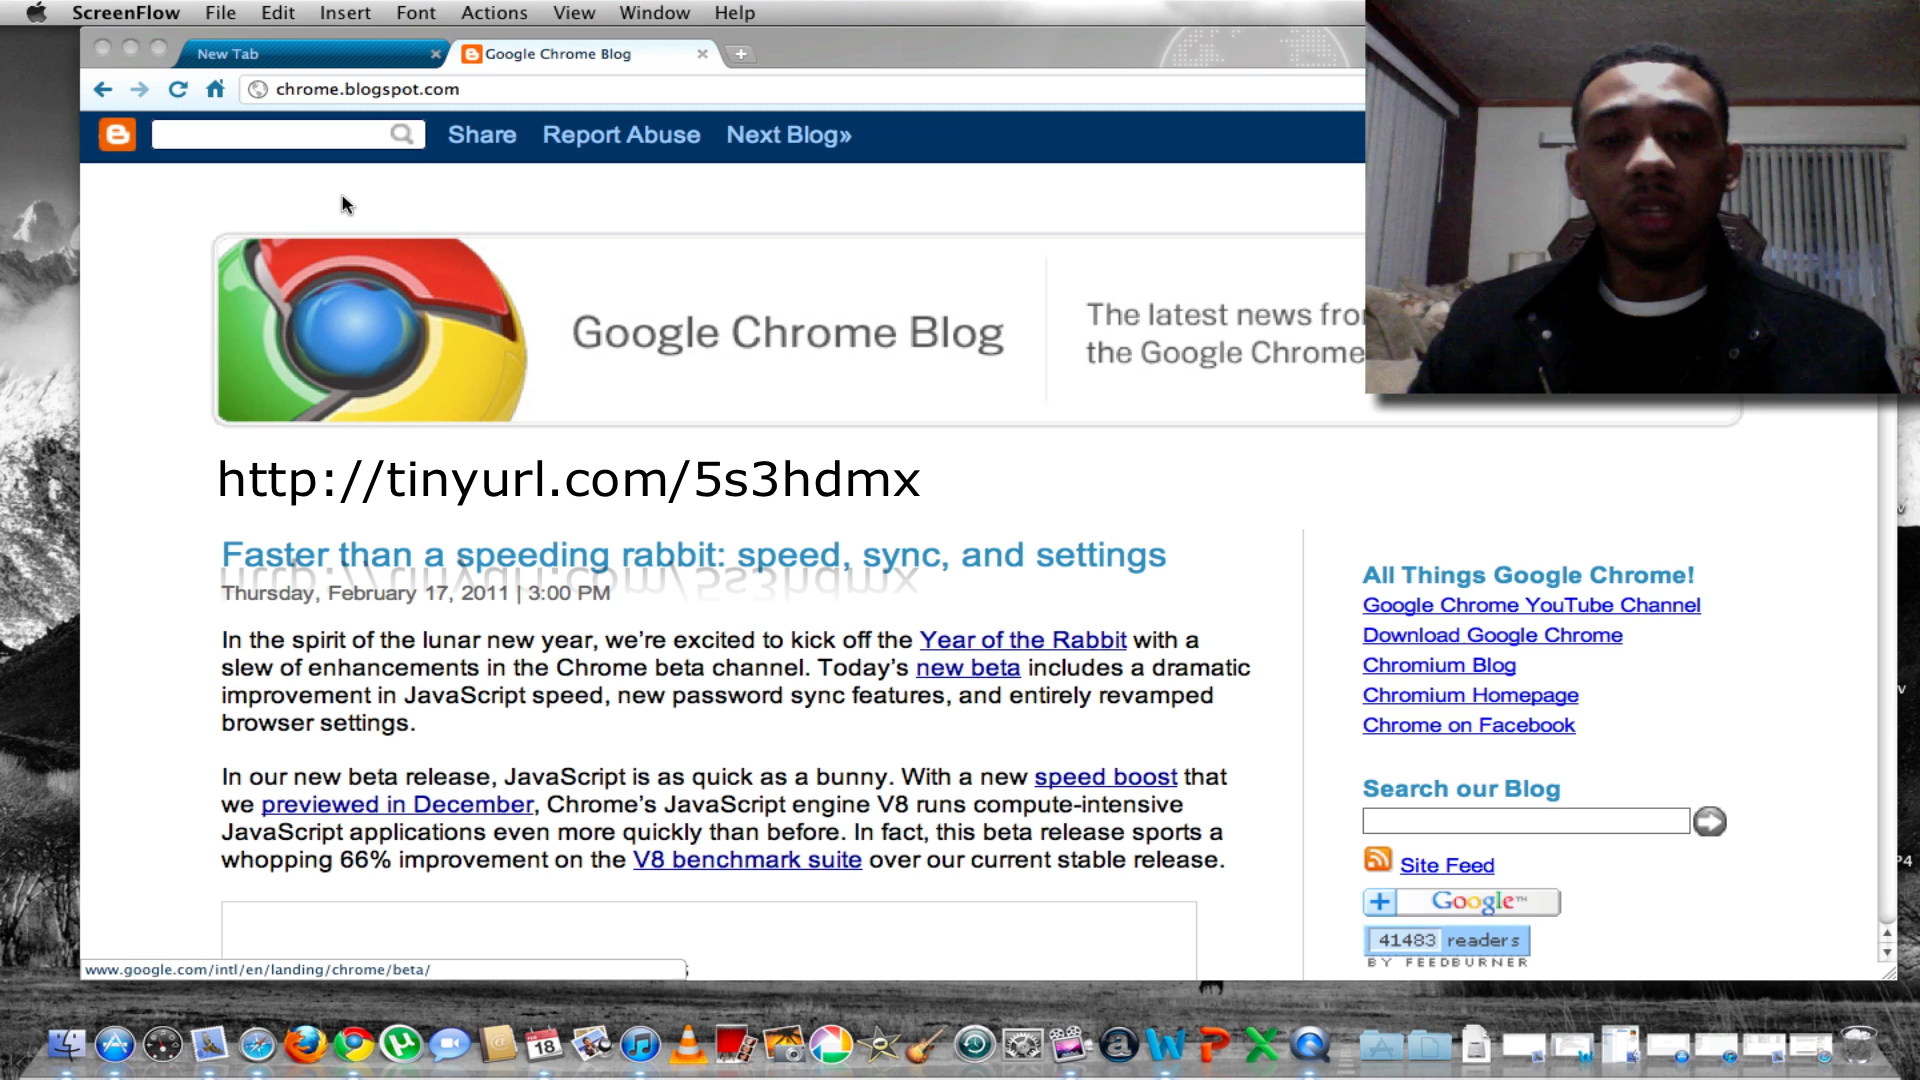 ScreenFlow File Edit Insert Font Actions View Window Help
New Tab
Google Chrome Blog
chrome.blogspot.com
Share Report Abuse Next Blog»
Google Chrome Blog
The latest news from
the Google Chrome
http://tinyurl.com/5s3hdmx
Faster than a speeding rabbit: speed, sync, and settings
Thursday, February 17, 2011 | 3:00 PM
In the spirit of the lunar new year, we’re excited to kick off the Year of the Rabbit with a
slew of enhancements in the Chrome beta channel. Today’s new beta includes a dramatic
improvement in JavaScript speed, new password sync features, and entirely revamped
browser settings.
In our new beta release, JavaScript is as quick as a bunny. With a new speed boost that
we previewed in December, Chrome’s JavaScript engine V8 runs compute-intensive
JavaScript applications even more quickly than before. In fact, this beta release sports a
whopping 66% improvement on the V8 benchmark suite over our current stable release.
All Things Google Chrome!
Google Chrome YouTube Channel
Download Google Chrome
Chromium Blog
Chromium Homepage
Chrome on Facebook
Search our Blog
Site Feed
Google™
41483 readers
BY FEEDBURNER
www.google.com/intl/en/landing/chrome/beta/
18